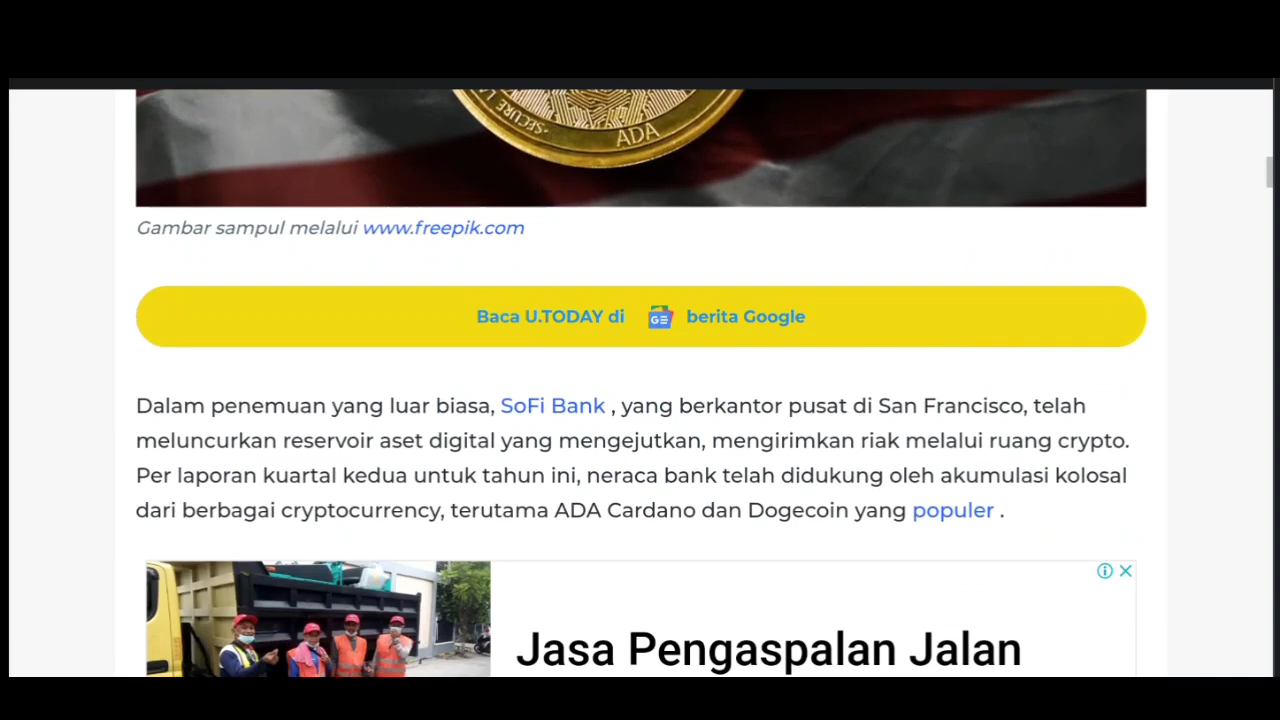 SECURE
ADA
Gambar sampul melalui www.freepik.com
Baca U.TODAY di GE berita Google
Dalam penemuan yang luar biasa, SoFi Bank , yang berkantor pusat di San Francisco, telah
meluncurkan reservoir aset digital yang mengejutkan, mengirimkan riak melalui ruang crypto.
Per laporan kuartal kedua untuk tahun ini, neraca bank telah didukung oleh akumulasi kolosal
dari berbagai cryptocurrency, terutama ADA Cardano dan Dogecoin yang populer .
Jasa Pengaspalan Jalan